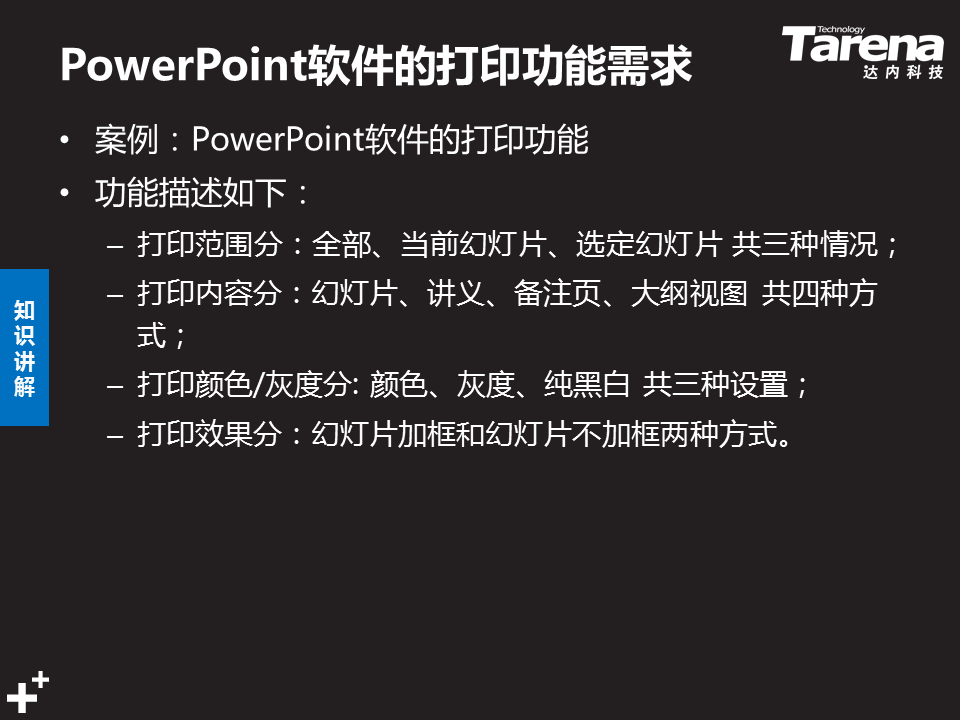 PowerPoint软件的打印功能需求
Technology
Tarena
达内科技
• 案例：PowerPoint软件的打印功能
• 功能描述如下：
– 打印范围分：全部、当前幻灯片、选定幻灯片 共三种情况；
– 打印内容分：幻灯片、讲义、备注页、大纲视图 共四种方
式；
– 打印颜色/灰度分: 颜色、灰度、纯黑白 共三种设置；
– 打印效果分：幻灯片加框和幻灯片不加框两种方式。
知
识
讲
解